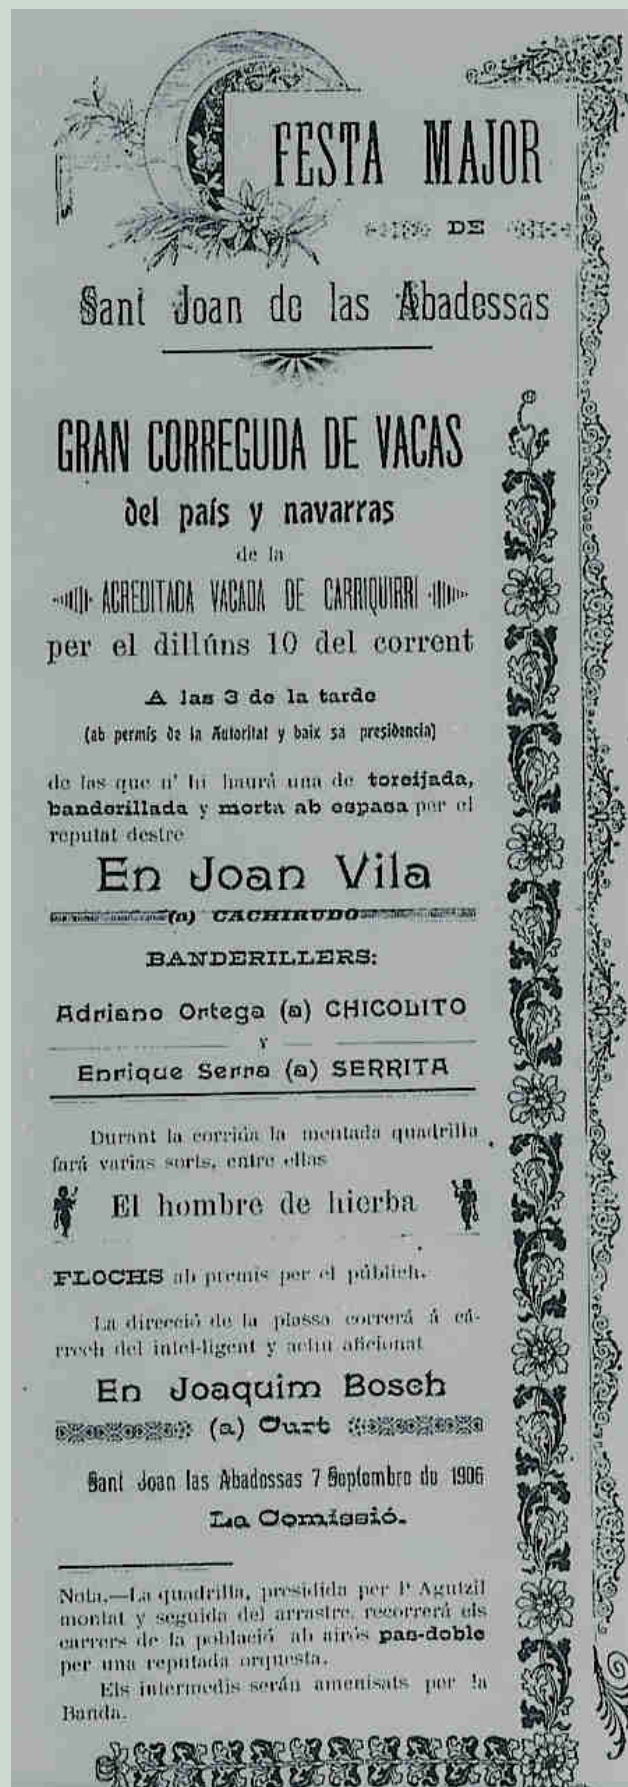 FESTA MAJOR
DE
Sant Joan de las Abadessas
GRAN CORREGUDA DE VACAS
del país y navarras
de la
ACREDITADA VACADA DE CARRIQUIRRI
per el dillúns 10 del corrent
A las 3 de la tarde
(ab permís de la Autoritat y baix sa presidencia)
de las que n' hi haurá una de toreijada,
banderillada y morta ab espasa per el
reputat destre
En Joan Vila
(a) CACHIRUDO
BANDERILLERS:
Adriano Ortega (a) CHICOLITO
Y
Enrique Serra (a) SERRITA
Durant la corrida la mentada quadrilla
fará varias sorts, entre ellas
El hombre de hierba
FLOCHS ab premis per el públich.
La direcció de la plassa correrá á cá-
rrech del intel-ligent y actiu aficionat
En Joaquim Bosch
(a) Curt
Sant Joan las Abadessas 7 Septembre de 1906
La Comissió.
Nota.—La quadrilla, presidida per l' Agutzil
montat y seguida del arrastre, recorrerá els
carrers de la població ab airós pas-doble
per una reputada orquesta.
Els intermedis serán amenisats per la
Banda.